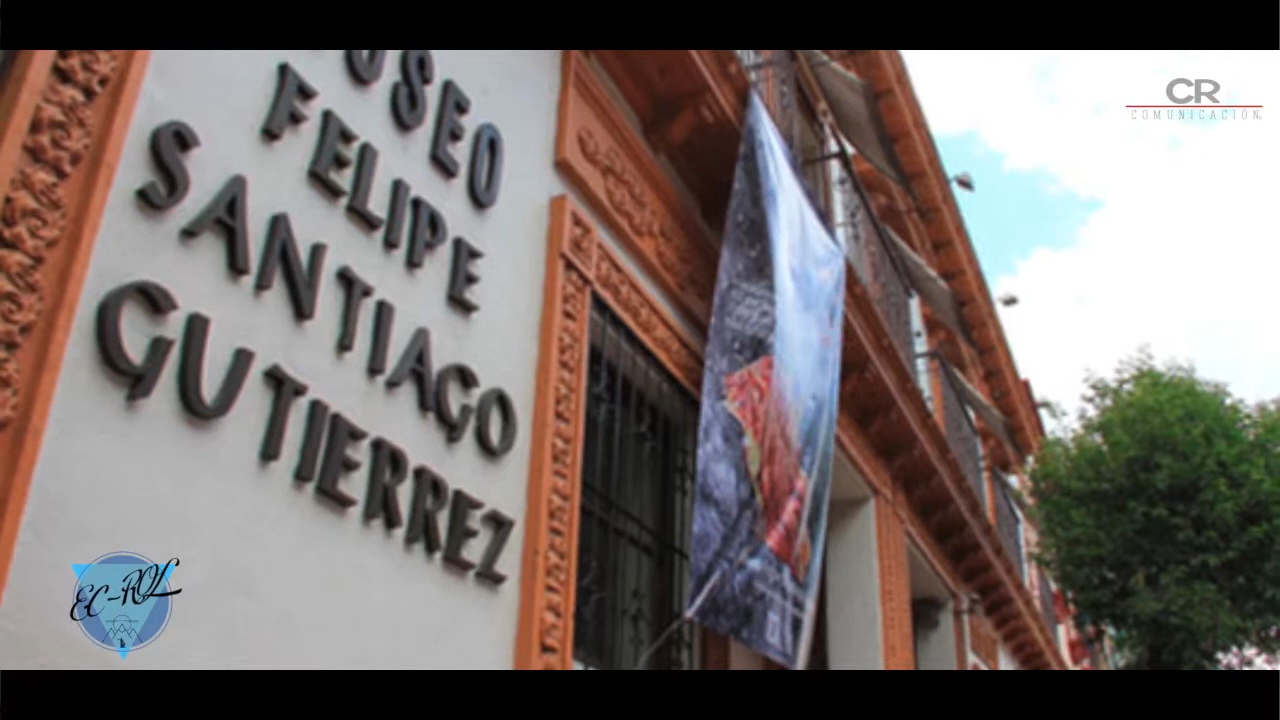 USEO
FELIPE
SANTIAGO
GUTIERREZ
CR
COMUNICACIÓN
EC-ROL